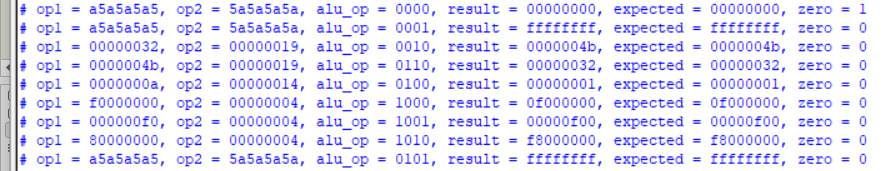 # op1 = a5a5a5a5, op2 = 5a5a5a5a, alu_op = 0000, result = 00000000, expected = 00000000, zero = 1
# op1 = a5a5a5a5, op2 = 5a5a5a5a, alu_op = 0001, result = ffffffff, expected = ffffffff, zero = 0
# op1 = 00000032, op2 = 00000019, alu_op = 0010, result = 0000004b, expected = 0000004b, zero = 0
# op1 = 0000004b, op2 = 00000019, alu_op = 0110, result = 00000032, expected = 00000032, zero = 0
# op1 = 0000000a, op2 = 00000014, alu_op = 0100, result = 00000001, expected = 00000001, zero = 0
# op1 = f0000000, op2 = 00000004, alu_op = 1000, result = 0f000000, expected = 0f000000, zero = 0
# op1 = 000000f0, op2 = 00000004, alu_op = 1001, result = 00000f00, expected = 00000f00, zero = 0
# op1 = 80000000, op2 = 00000004, alu_op = 1010, result = f8000000, expected = f8000000, zero = 0
# op1 = a5a5a5a5, op2 = 5a5a5a5a, alu_op = 0101, result = ffffffff, expected = ffffffff, zero = 0